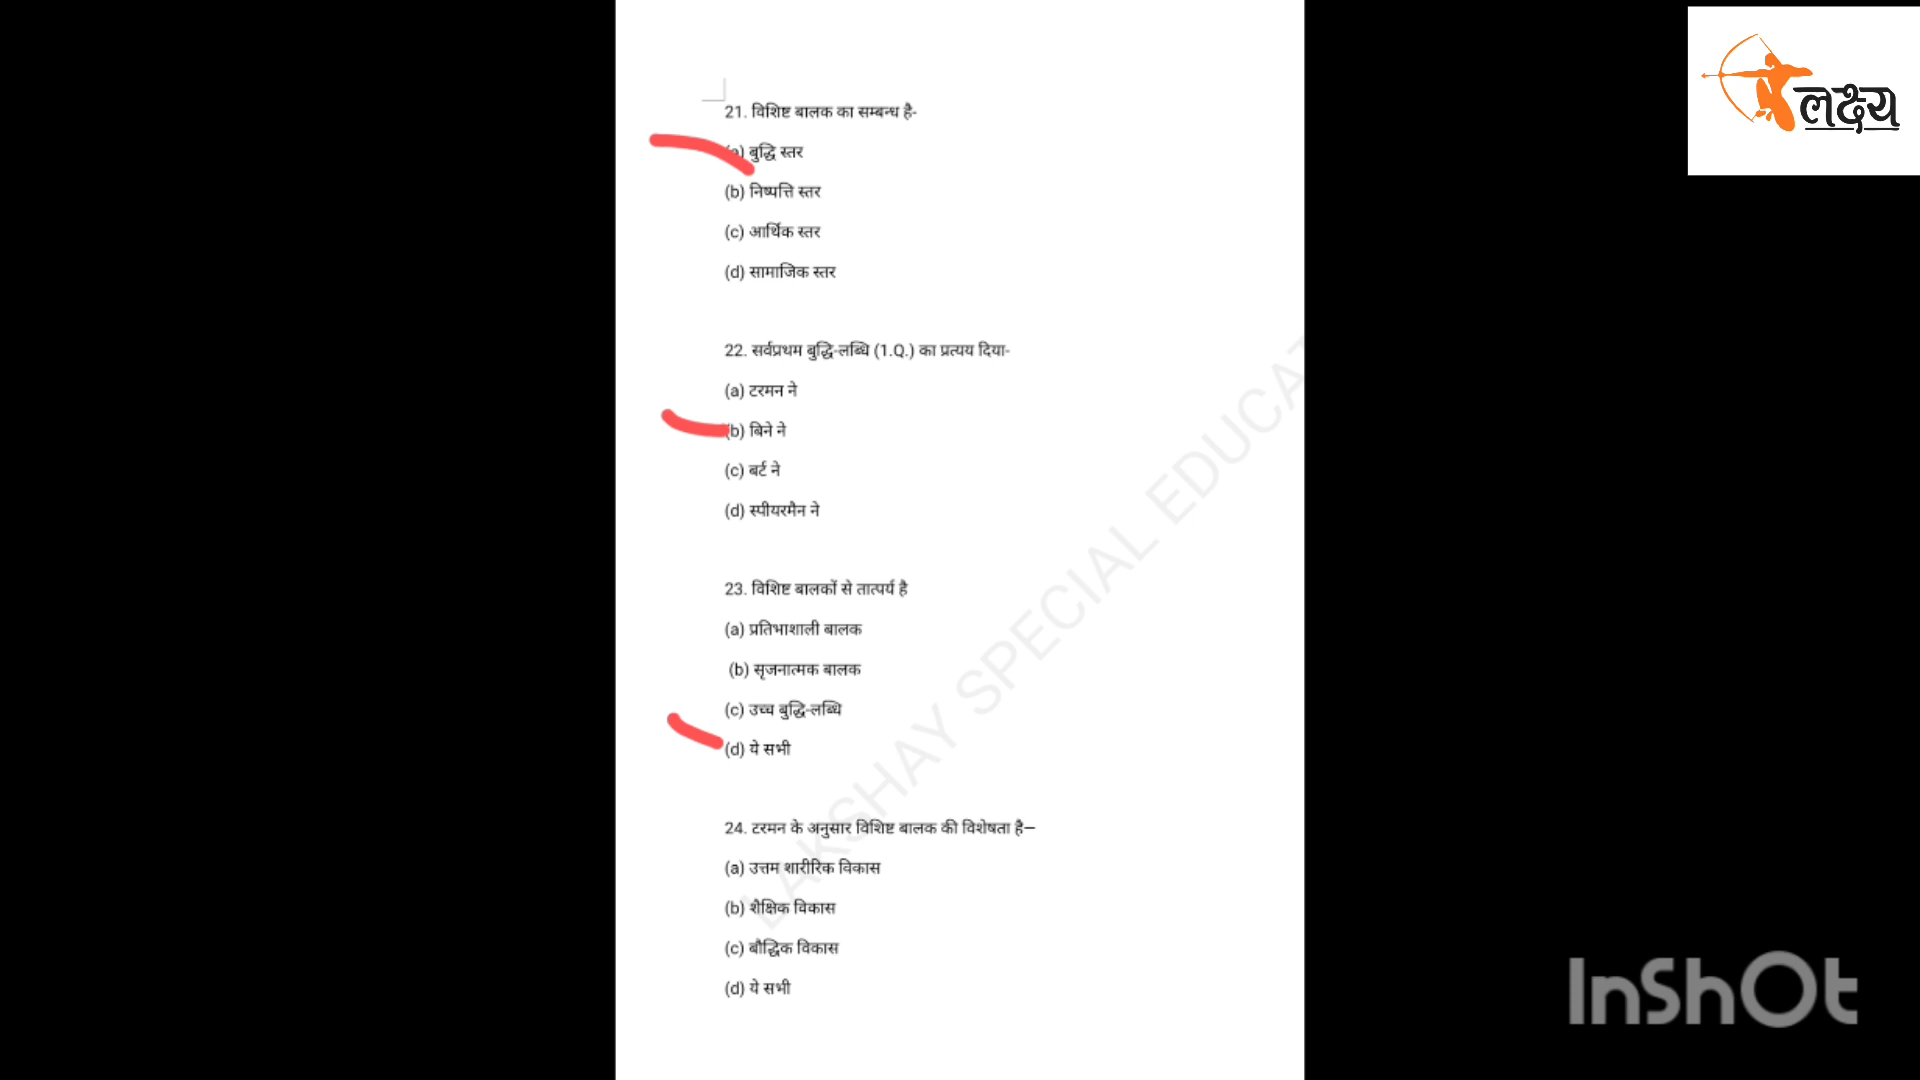 लक्ष्य
21. विशिष्ट बालक का सम्बन्ध है-
(a) बुद्धि स्तर
(b) निष्पत्ति स्तर
(c) आर्थिक स्तर
(d) सामाजिक स्तर
22. सर्वप्रथम बुद्धि-लब्धि (1.Q.) का प्रत्यय दिया-
(a) टरमन ने
(b) बिने ने
(c) बर्ट ने
(d) स्पीयरमैन ने
23. विशिष्ट बालकों से तात्पर्य है
(a) प्रतिभाशाली बालक
(b) सृजनात्मक बालक
(c) उच्च बुद्धि-लब्धि
(d) ये सभी
24. टरमन के अनुसार विशिष्ट बालक की विशेषता है—
(a) उत्तम शारीरिक विकास
(b) शैक्षिक विकास
(c) बौद्धिक विकास
(d) ये सभी
LAKSHAY SPECIAL
InShOt